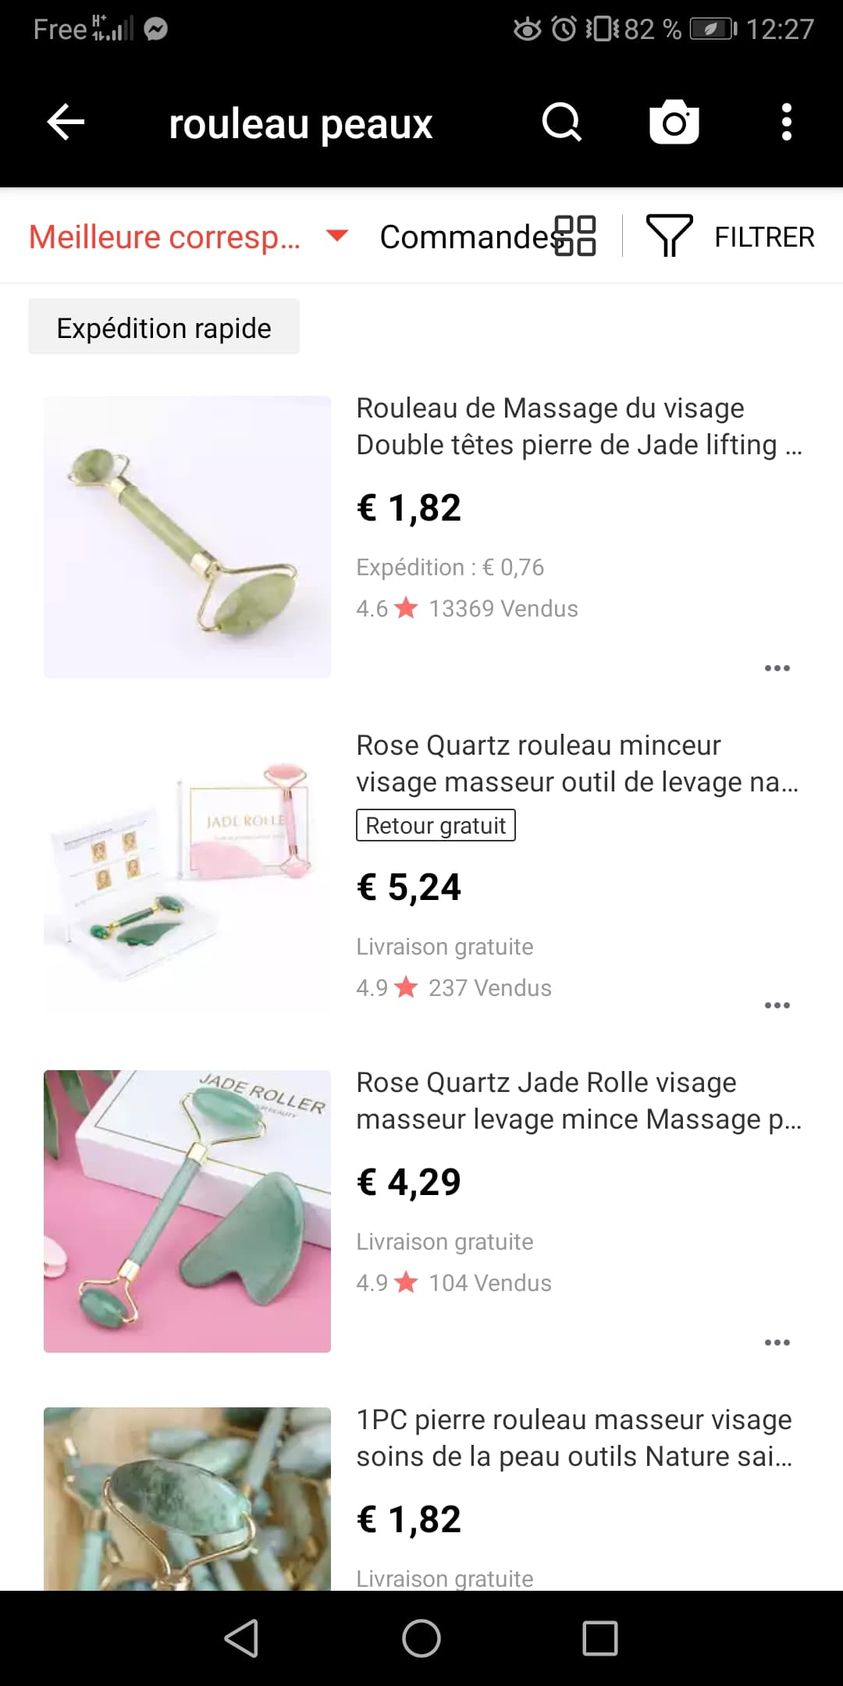 Free H+ 82 % 12:27
rouleau peaux
Meilleure corresp... Commandes FILTRER
Expédition rapide
Rouleau de Massage du visage
Double têtes pierre de Jade lifting ...
€ 1,82
Expédition : € 0,76
4.6 ★ 13369 Vendus
JADE ROLLE
Rose Quartz rouleau minceur
visage masseur outil de levage na...
Retour gratuit
€ 5,24
Livraison gratuite
4.9 ★ 237 Vendus
JADE ROLLER
Rose Quartz Jade Rolle visage
masseur levage mince Massage p...
€ 4,29
Livraison gratuite
4.9 ★ 104 Vendus
1PC pierre rouleau masseur visage
soins de la peau outils Nature sai...
€ 1,82
Livraison gratuite